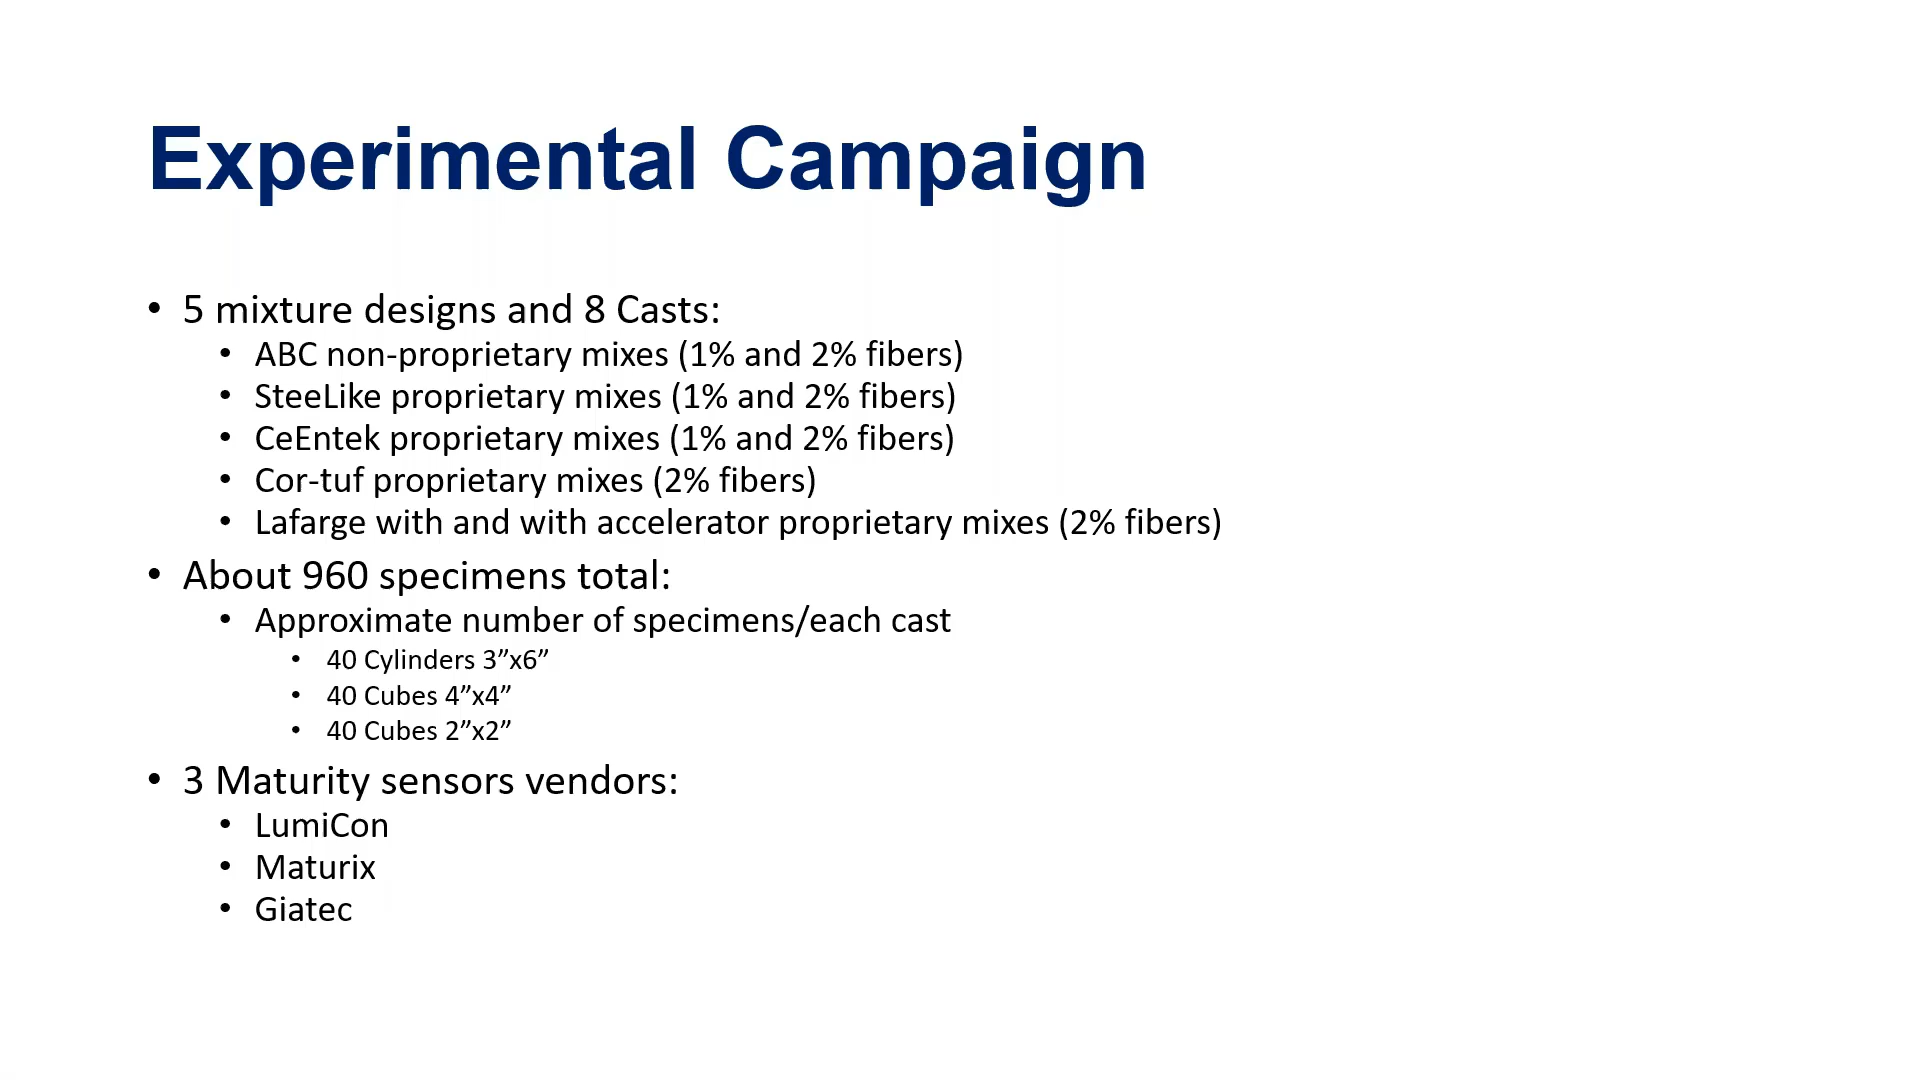 Experimental Campaign
• 5 mixture designs and 8 Casts:
• ABC non-proprietary mixes (1% and 2% fibers)
• SteeLike proprietary mixes (1% and 2% fibers)
• CeEntek proprietary mixes (1% and 2% fibers)
• Cor-tuf proprietary mixes (2% fibers)
• Lafarge with and with accelerator proprietary mixes (2% fibers)
• About 960 specimens total:
• Approximate number of specimens/each cast
• 40 Cylinders 3”x6”
• 40 Cubes 4”x4”
• 40 Cubes 2”x2”
• 3 Maturity sensors vendors:
• LumiCon
• Maturix
• Giatec